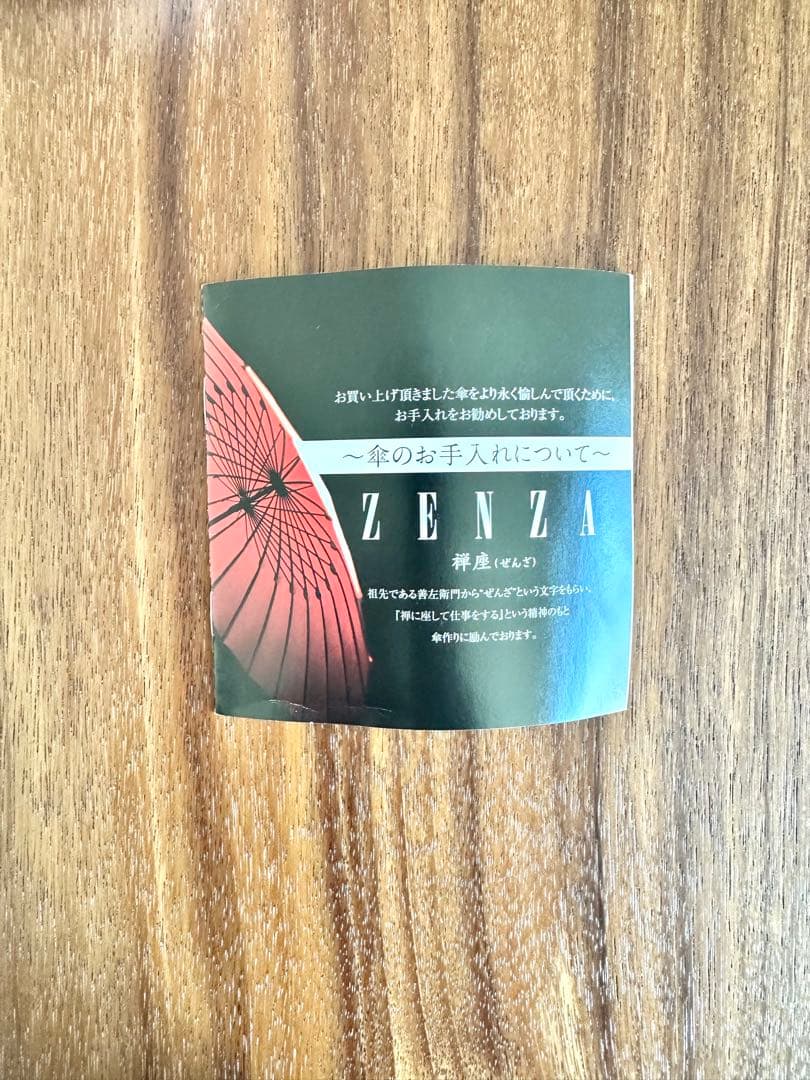 お買い上げ頂きました傘をより永く愉しんで頂くために、
お手入れをお勧めしております。
～傘のお手入れについて～
ZENZA
禅座(ぜんざ)
祖先である善左衛門から“ぜんざ”という文字をもらい、
『禅に座して仕事をする』という精神のもと
傘作りに励んでおります。